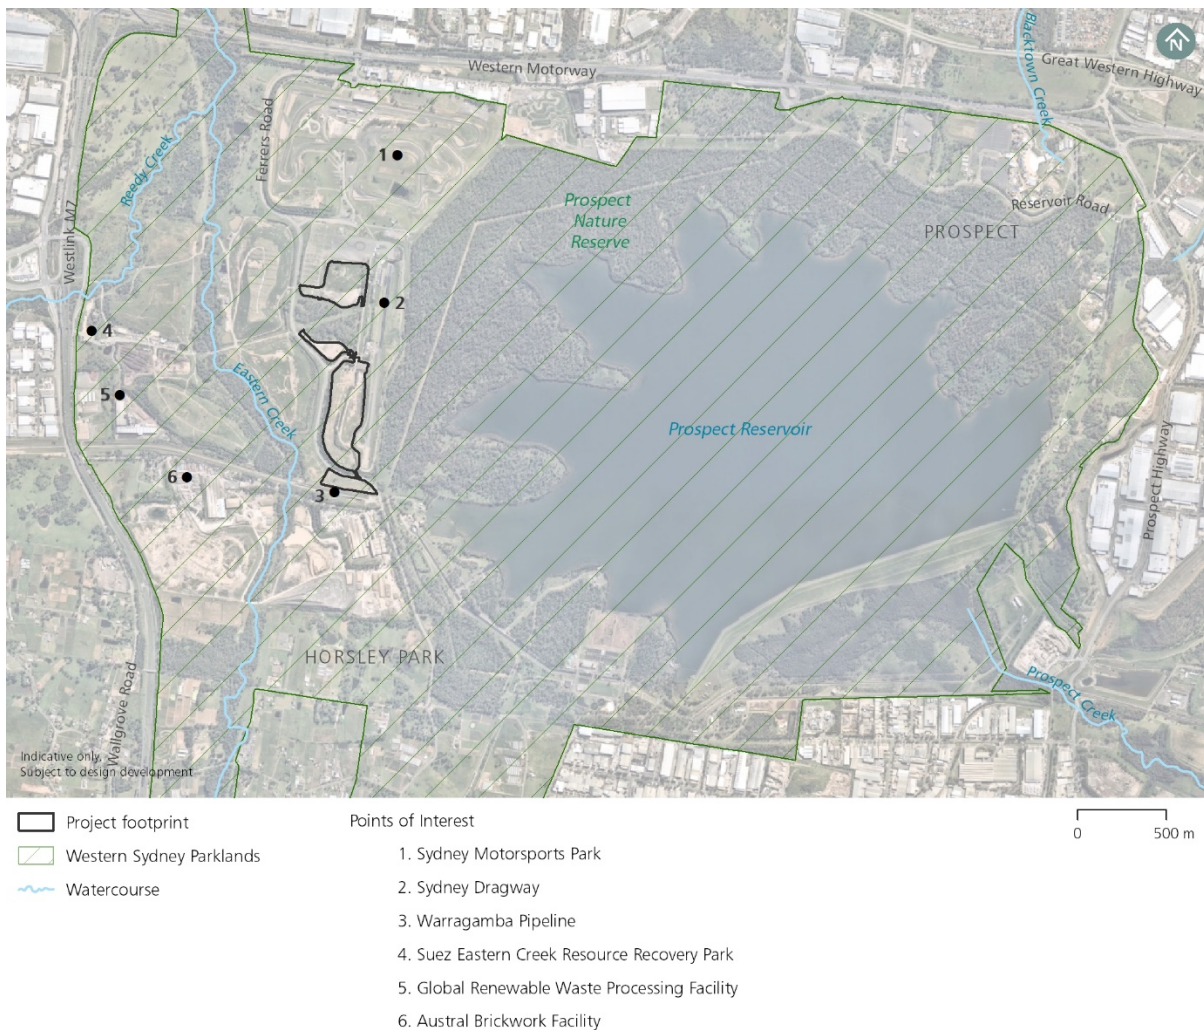 N
Western Motorway
Great Western Highway
Blacktown Creek
Ferrers Road
1
Reedy Creek
Prospect
Nature
Reserve
Reservoir Road
PROSPECT
Westlink M7
2
4
5
Eastern Creek
Prospect Reservoir
Prospect Highway
6
3
HORSLEY PARK
Prospect Creek
Wallgrove Road
Indicative only,
Subject to design development
Project footprint
Western Sydney Parklands
Watercourse
Points of Interest
1. Sydney Motorsports Park
2. Sydney Dragway
3. Warragamba Pipeline
4. Suez Eastern Creek Resource Recovery Park
5. Global Renewable Waste Processing Facility
6. Austral Brickwork Facility
0 500 m